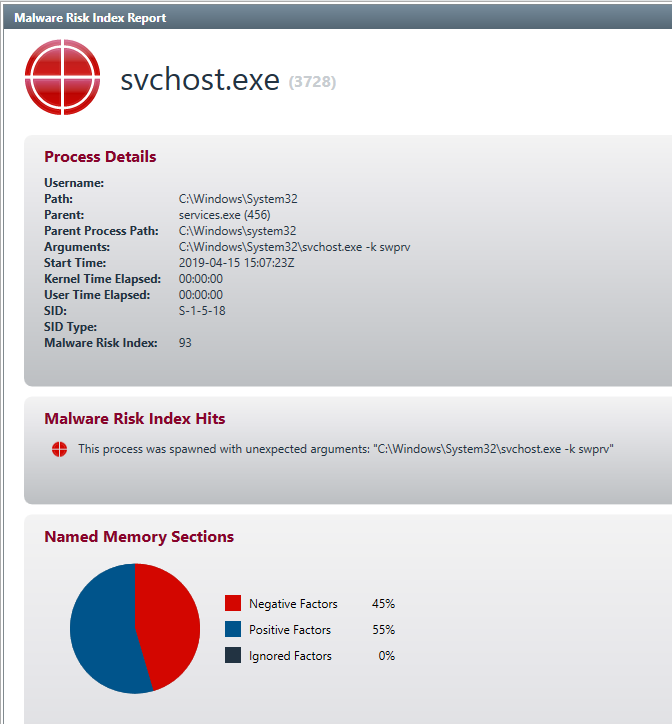 Malware Risk Index Report
svchost.exe (3728)
Process Details
Username:
Path: C:\Windows\System32
Parent: services.exe (456)
Parent Process Path: C:\Windows\system32
Arguments: C:\Windows\System32\svchost.exe -k swprv
Start Time: 2019-04-15 15:07:23Z
Kernel Time Elapsed: 00:00:00
User Time Elapsed: 00:00:00
SID: S-1-5-18
SID Type:
Malware Risk Index: 93
Malware Risk Index Hits
This process was spawned with unexpected arguments: "C:\Windows\System32\svchost.exe -k swprv"
Named Memory Sections
Negative Factors 45%
Positive Factors 55%
Ignored Factors 0%